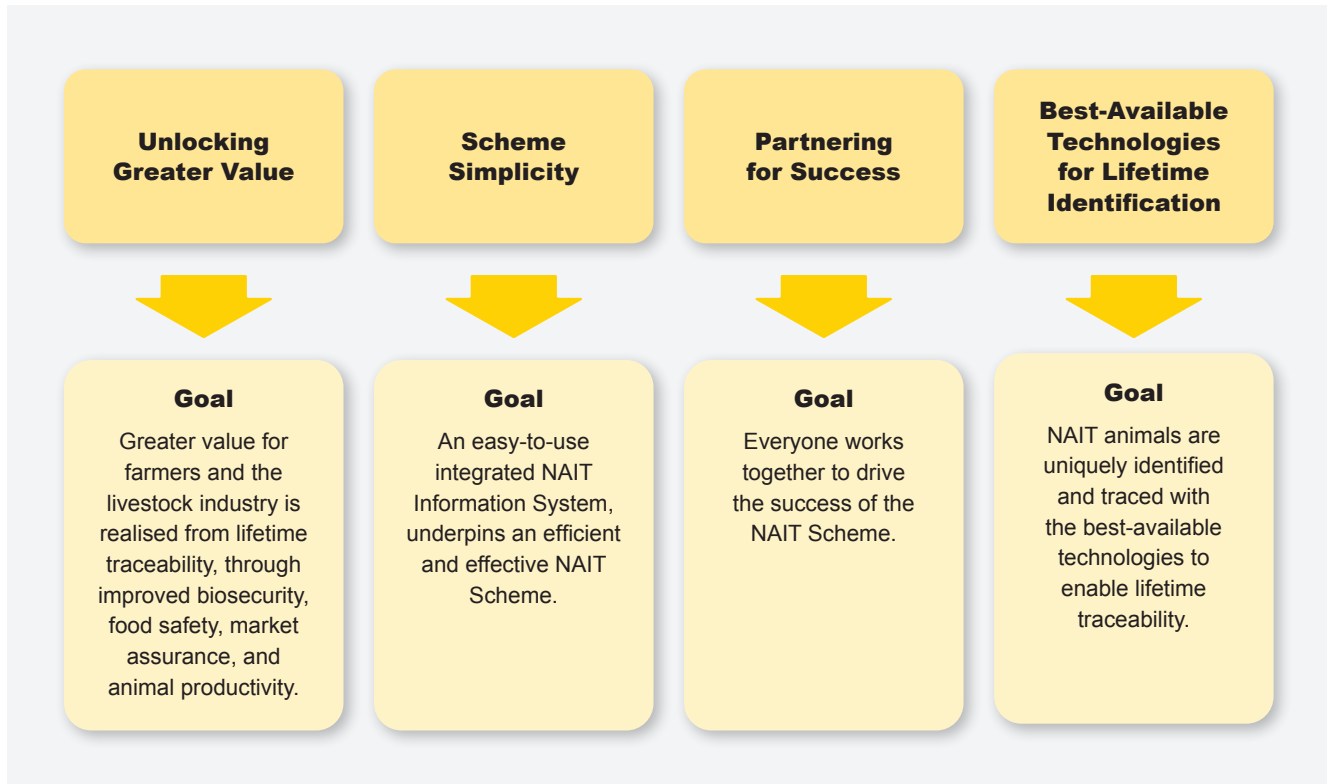 Unlocking
Greater Value
Scheme
Simplicity
Partnering
for Success
Best-Available
Technologies
for Lifetime
Identification
Goal
Greater value for
farmers and the
livestock industry is
realised from lifetime
traceability, through
improved biosecurity,
food safety, market
assurance, and
animal productivity.
Goal
An easy-to-use
integrated NAIT
Information System,
underpins an efficient
and effective NAIT
Scheme.
Goal
Everyone works
together to drive
the success of the
NAIT Scheme.
Goal
NAIT animals are
uniquely identified
and traced with
the best-available
technologies to
enable lifetime
traceability.